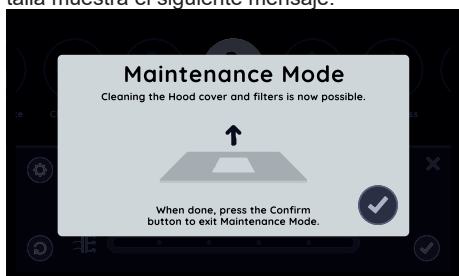 talla muestra el siguiente mensaje:
Maintenance Mode
Cleaning the Hood cover and filters is now possible.
When done, press the Confirm
button to exit Maintenance Mode.